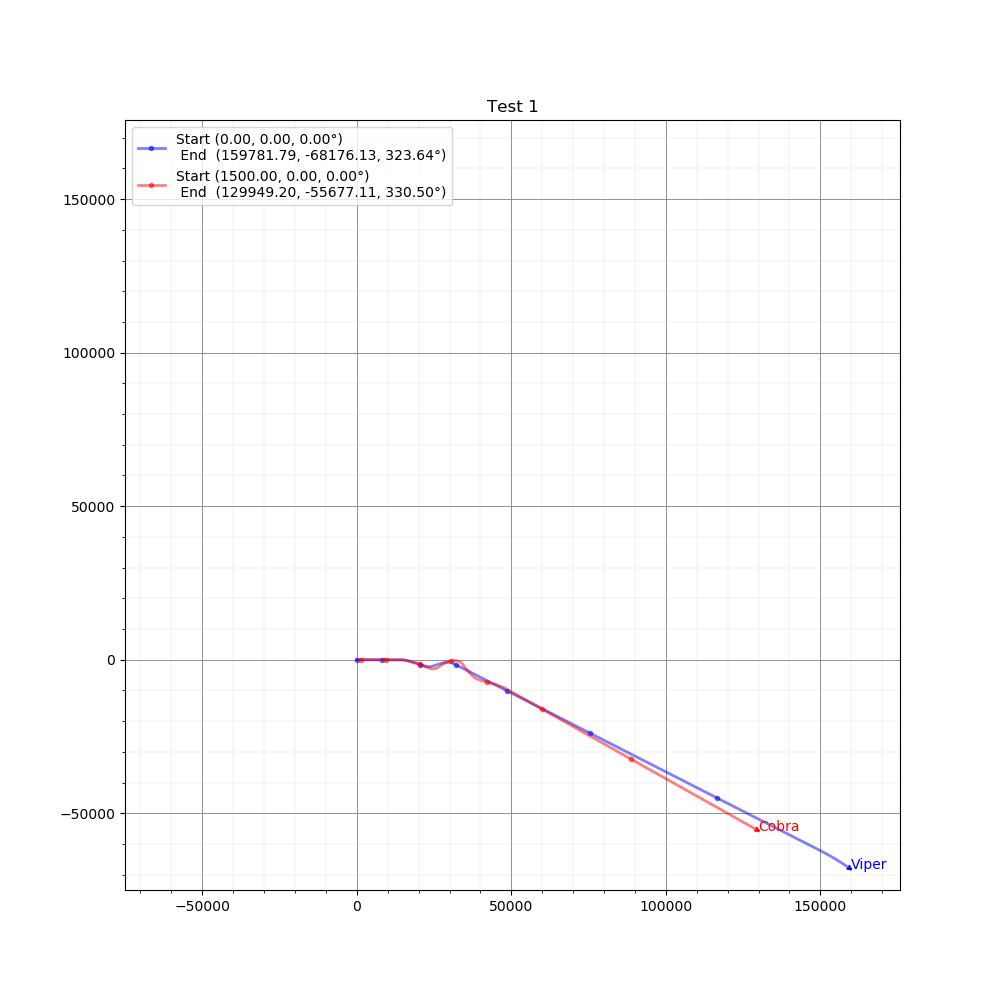 Test 1
Start (0.00, 0.00, 0.00°)
End (159781.79, -68176.13, 323.64°)
Start (1500.00, 0.00, 0.00°)
End (129949.20, -55677.11, 330.50°)
150000
100000
50000
0
−50000
Cobra
Viper
−50000 0 50000 100000 150000